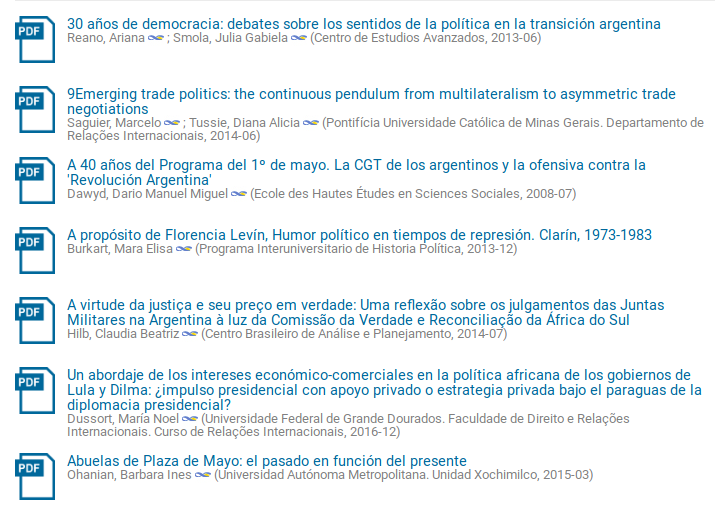 PDF
30 años de democracia: debates sobre los sentidos de la política en la transición argentina
Reano, Ariana ; Smola, Julia Gabiela (Centro de Estudios Avanzados, 2013-06)
PDF
9Emerging trade politics: the continuous pendulum from multilateralism to asymmetric trade
negotiations
Saguier, Marcelo ; Tussie, Diana Alicia (Pontifícia Universidade Católica de Minas Gerais. Departamento de
Relações Internacionais, 2014-06)
PDF
A 40 años del Programa del 1º de mayo. La CGT de los argentinos y la ofensiva contra la
'Revolución Argentina'
Dawyd, Dario Manuel Miguel (Ecole des Hautes Études en Sciences Sociales, 2008-07)
PDF
A propósito de Florencia Levín, Humor político en tiempos de represión. Clarín, 1973-1983
Burkart, Mara Elisa (Programa Interuniversitario de Historia Política, 2013-12)
PDF
A virtude da justiça e seu preço em verdade: Uma reflexão sobre os julgamentos das Juntas
Militares na Argentina à luz da Comissão da Verdade e Reconciliação da África do Sul
Hilb, Claudia Beatriz (Centro Brasileiro de Análise e Planejamento, 2014-07)
PDF
Un abordaje de los intereses económico-comerciales en la política africana de los gobiernos de
Lula y Dilma: ¿impulso presidencial con apoyo privado o estrategia privada bajo el paraguas de la
diplomacia presidencial?
Dussort, María Noel (Universidade Federal de Grande Dourados. Faculdade de Direito e Relações
Internacionais. Curso de Relações Internacionais, 2016-12)
PDF
Abuelas de Plaza de Mayo: el pasado en función del presente
Ohanian, Barbara Ines (Universidad Autónoma Metropolitana. Unidad Xochimilco, 2015-03)